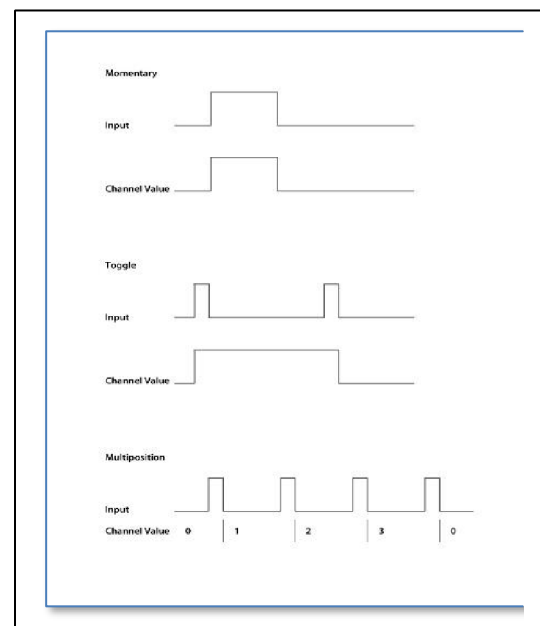 Momentary
Input
Channel Value
Toggle
Input
Channel Value
Multiposition
Input
Channel Value 0 1 2 3 0